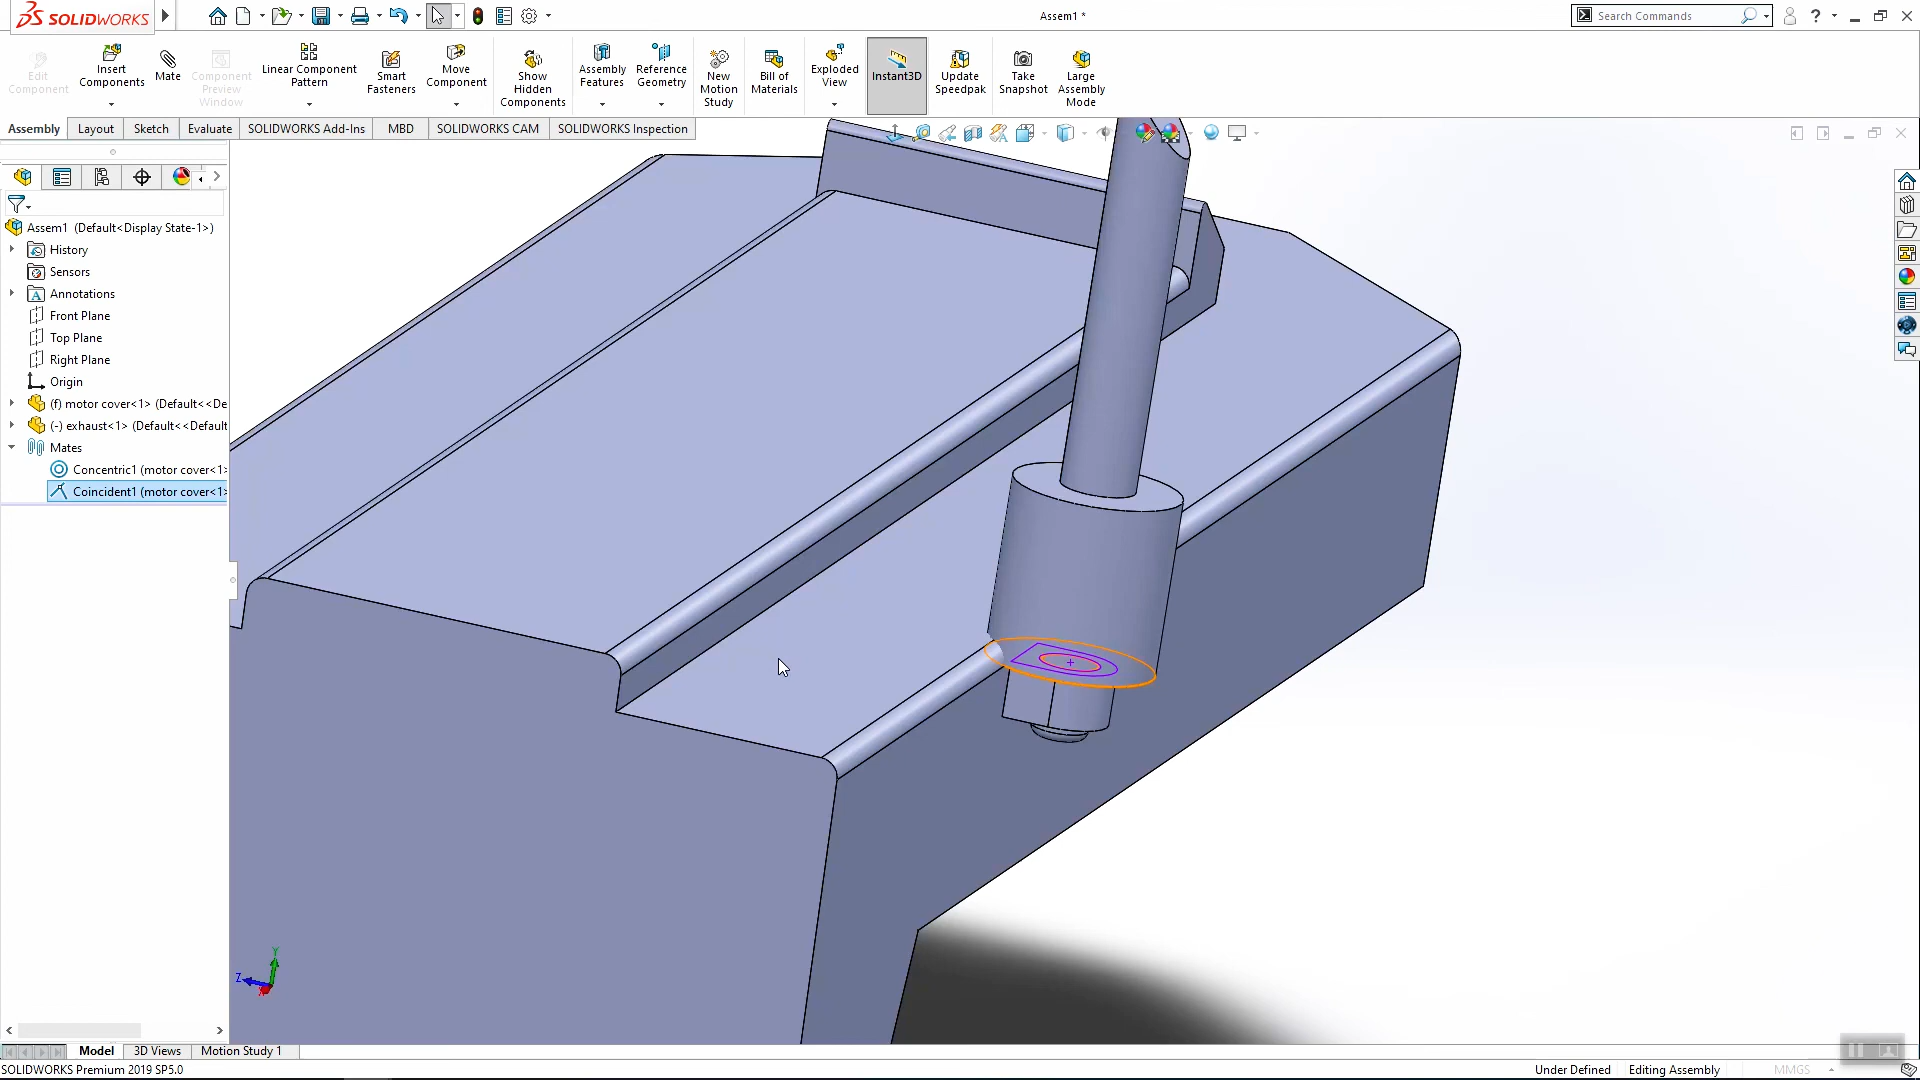 SOLIDWORKS
Assem1 *
Search Commands
Edit Component
Insert Components
Mate
Component Preview Window
Linear Component Pattern
Smart Fasteners
Move Component
Show Hidden Components
Assembly Features
Reference Geometry
New Motion Study
Bill of Materials
Exploded View
Instant3D
Update Speedpak
Take Snapshot
Large Assembly Mode
Assembly
Layout
Sketch
Evaluate
SOLIDWORKS Add-Ins
MBD
SOLIDWORKS CAM
SOLIDWORKS Inspection
Assem1 (Default<Display State-1>)
History
Sensors
Annotations
Front Plane
Top Plane
Right Plane
Origin
(f) motor cover<1> (Default<<De
(-) exhaust<1> (Default<<Default
Mates
Concentric1 (motor cover<1>
Coincident1 (motor cover<1>
Y
Z
X
Model
3D Views
Motion Study 1
SOLIDWORKS Premium 2019 SP5.0
Under Defined
Editing Assembly
MMGS